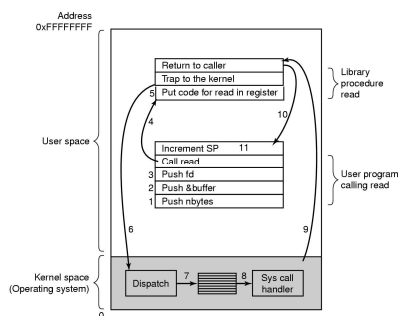 Address
0xFFFFFFFF
Return to caller
Trap to the kernel
5 Put code for read in register
Library
procedure
read
4
10
User space
Increment SP 11
Call read
3 Push fd
2 Push &buffer
1 Push nbytes
User program
calling read
6
9
Kernel space
(Operating system)
Dispatch
7
8
Sys call
handler
0